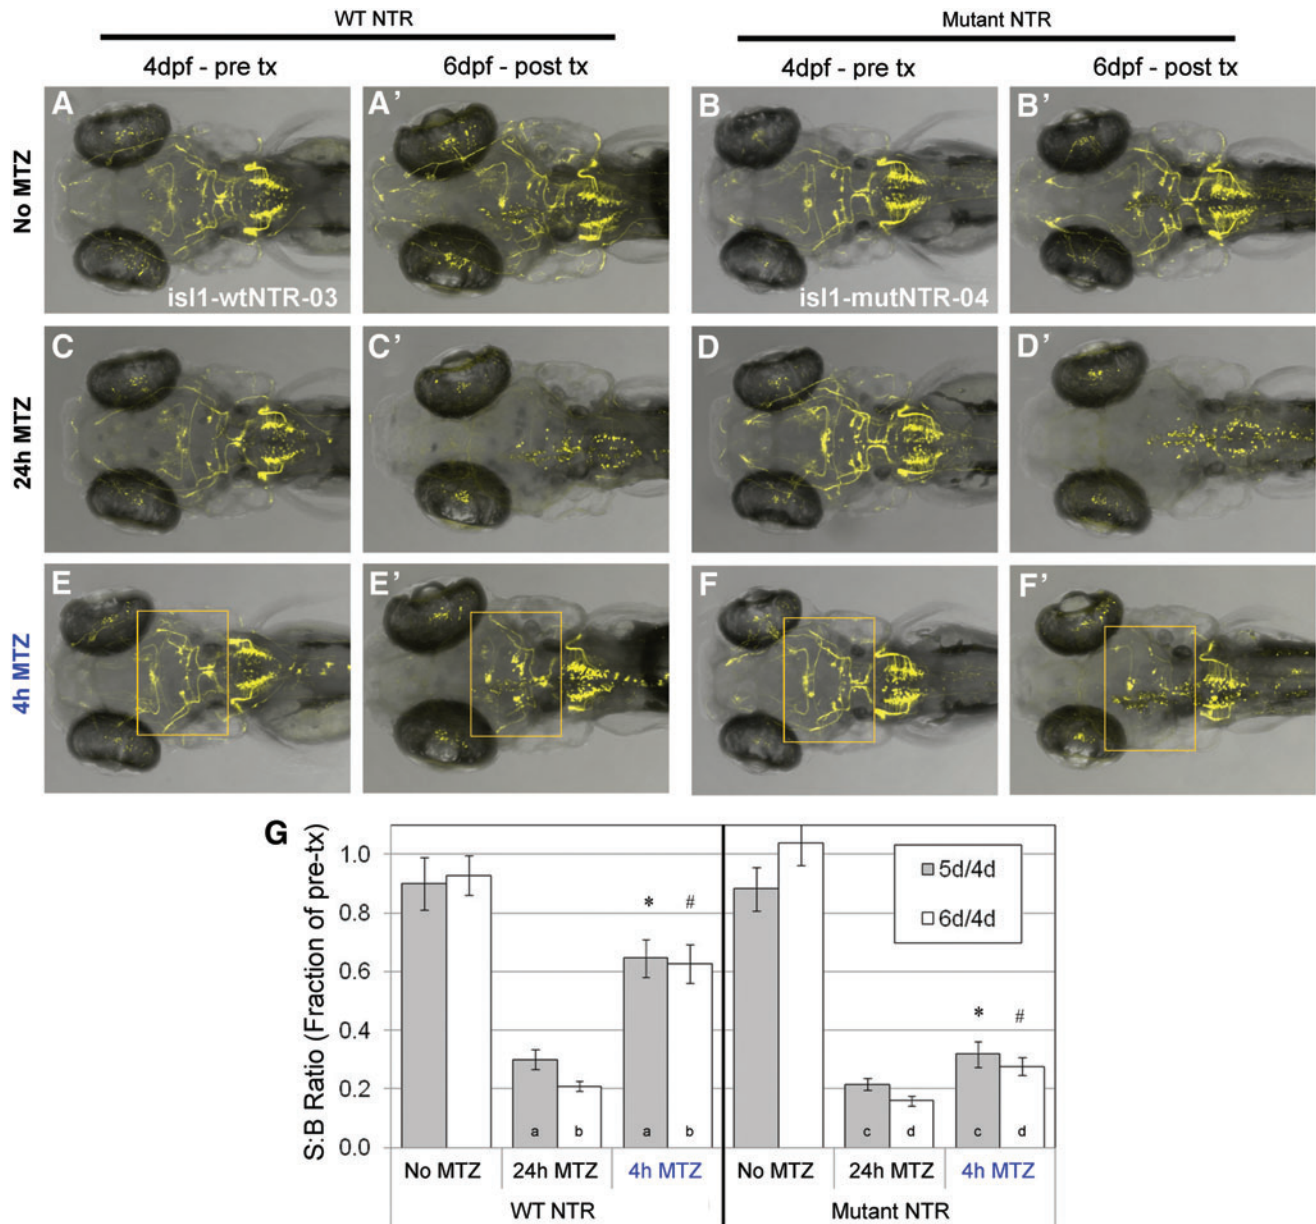 WT NTR
Mutant NTR
4dpf - pre tx
6dpf - post tx
4dpf - pre tx
6dpf - post tx
No MTZ
A
isl1-wtNTR-03
A'
B
isl1-mutNTR-04
B'
24h MTZ
C
C'
D
D'
4h MTZ
E
E'
F
F'
G
S:B Ratio (Fraction of pre-tx)
1.0
0.8
0.6
0.4
0.2
0.0
5d/4d
6d/4d
* #
* #
a b a b c d c d
No MTZ 24h MTZ 4h MTZ No MTZ 24h MTZ 4h MTZ
WT NTR Mutant NTR